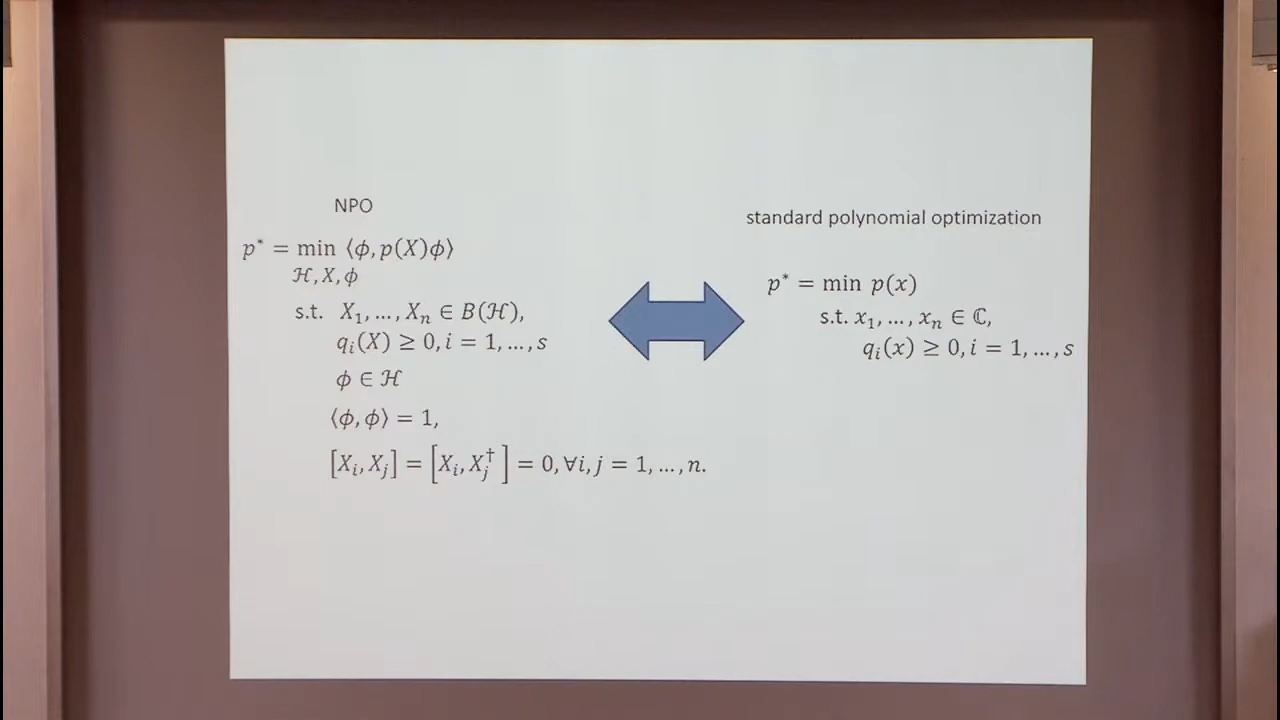 NPO
p* = min ⟨ϕ, p(X)ϕ⟩
ℋ, X, ϕ
s.t. X₁, …, Xₙ ∈ B(ℋ),
qᵢ(X) ≥ 0, i = 1, …, s
ϕ ∈ ℋ
⟨ϕ, ϕ⟩ = 1,
[Xᵢ, Xⱼ] = [Xᵢ, Xⱼ†] = 0, ∀i, j = 1, …, n.
standard polynomial optimization
p* = min p(x)
s.t. x₁, …, xₙ ∈ ℂ,
qᵢ(x) ≥ 0, i = 1, …, s